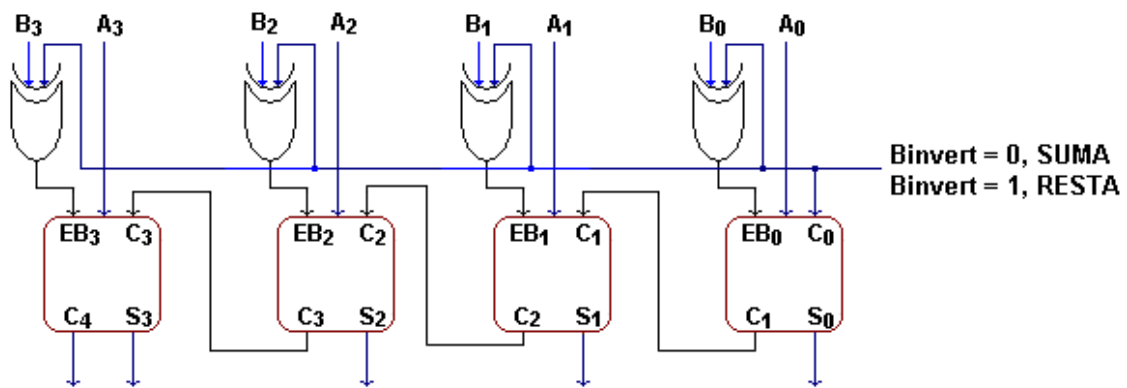 B3 A3 B2 A2 B1 A1 B0 A0
Binvert = 0, SUMA
Binvert = 1, RESTA
EB3 C3 EB2 C2 EB1 C1 EB0 C0
C4 S3 C3 S2 C2 S1 C1 S0